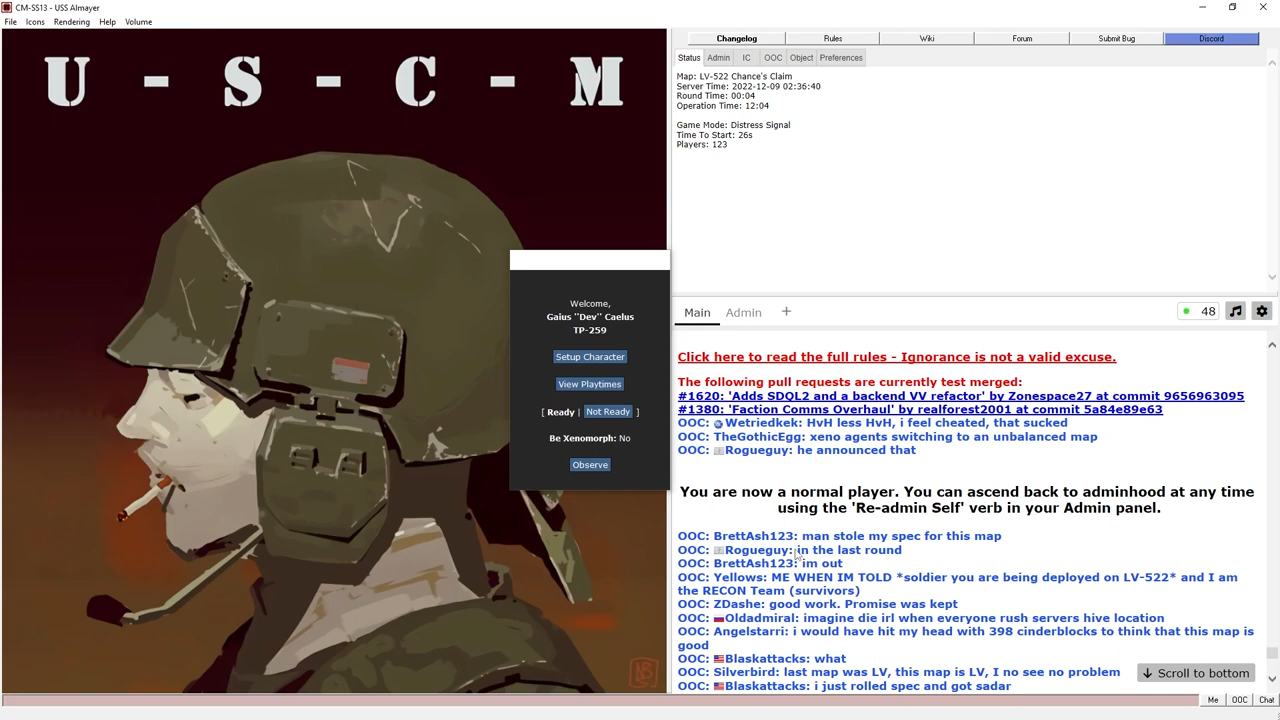 CM-SS13 - USS Almayer
File Icons Rendering Help Volume
U - S - C - M
Changelog Rules Wiki Forum Submit Bug Discord
Status Admin IC OOC Object Preferences
Map: LV-522 Chance's Claim
Server Time: 2022-12-09 02:36:40
Round Time: 00:04
Operation Time: 12:04
Game Mode: Distress Signal
Time To Start: 26s
Players: 123
Welcome,
Gaius "Dev" Caelus
TP-259
Setup Character
View Playtimes
[ Ready | Not Ready ]
Be Xenomorph: No
Observe
Main Admin + 48
Click here to read the full rules - Ignorance is not a valid excuse.
The following pull requests are currently test merged:
#1620: 'Adds SDQL2 and a backend VV refactor' by Zonespace27 at commit 9656963095
#1380: 'Faction Comms Overhaul' by realforest2001 at commit 5a84e89e63
OOC: Wetriedkek: HvH less HvH, i feel cheated, that sucked
OOC: TheGothicEgg: xeno agents switching to an unbalanced map
OOC: Rogueguy: he announced that
You are now a normal player. You can ascend back to adminhood at any time
using the 'Re-admin Self' verb in your Admin panel.
OOC: BrettAsh123: man stole my spec for this map
OOC: Rogueguy: in the last round
OOC: BrettAsh123: im out
OOC: Yellows: ME WHEN IM TOLD *soldier you are being deployed on LV-522* and I am
the RECON Team (survivors)
OOC: ZDashe: good work. Promise was kept
OOC: Oldadmiral: imagine die irl when everyone rush servers hive location
OOC: Angelstarri: i would have hit my head with 398 cinderblocks to think that this map is
good
OOC: Blaskattacks: what
OOC: Silverbird: last map was LV, this map is LV, I no see no problem
OOC: Blaskattacks: i just rolled spec and got sadar
Scroll to bottom
Me OOC Chat